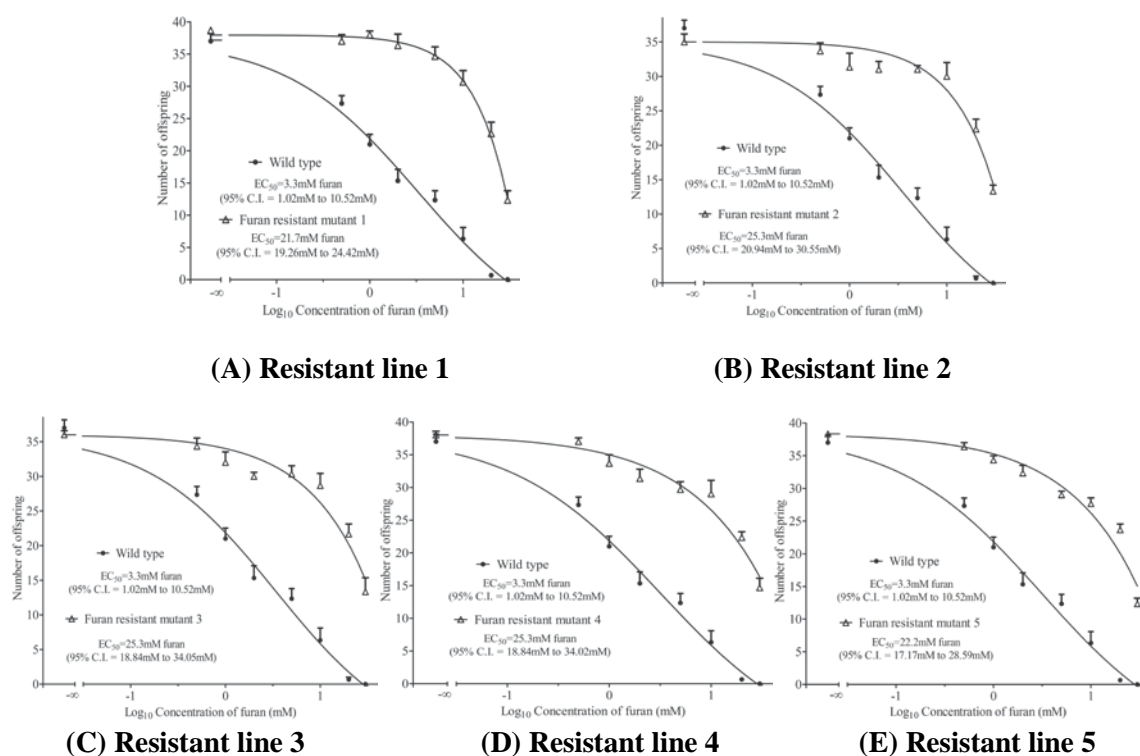 40
35
30
25
20
15
10
5
0
Number of offspring
Wild type
EC50=3.3mM furan
(95% C.I. = 1.02mM to 10.52mM)
Furan resistant mutant 1
EC50=21.7mM furan
(95% C.I. = 19.26mM to 24.42mM)
-∞ -1 0 1
Log10 Concentration of furan (mM)
(A) Resistant line 1
40
35
30
25
20
15
10
5
0
Number of offspring
Wild type
EC50=3.3mM furan
(95% C.I. = 1.02mM to 10.52mM)
Furan resistant mutant 2
EC50=25.3mM furan
(95% C.I. = 20.94mM to 30.55mM)
-∞ -1 0 1
Log10 Concentration of furan (mM)
(B) Resistant line 2
35
30
25
20
15
10
5
0
Number of offspring
Wild type
EC50=3.3mM furan
(95% C.I. = 1.02mM to 10.52mM)
Furan resistant mutant 3
EC50=25.3mM furan
(95% C.I. = 18.84mM to 34.05mM)
-∞ -1 0 1
Log10 Concentration of furan (mM)
(C) Resistant line 3
40
35
30
25
20
15
10
5
0
Number of offspring
Wild type
EC50=3.3mM furan
(95% C.I. = 1.02mM to 10.52mM)
Furan resistant mutant 4
EC50=25.3mM furan
(95% C.I. = 18.84mM to 34.02mM)
-∞ -1 0 1
Log10 Concentration of furan (mM)
(D) Resistant line 4
40
35
30
25
20
15
10
5
0
Number of offspring
Wild type
EC50=3.3mM furan
(95% C.I. = 1.02mM to 10.52mM)
Furan resistant mutant 5
EC50=22.2mM furan
(95% C.I. = 17.17mM to 28.59mM)
-∞ -1 0 1
Log10 Concentration of furan (mM)
(E) Resistant line 5